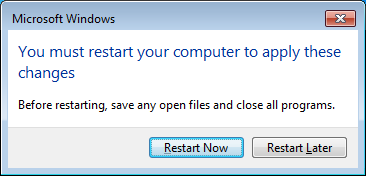 Microsoft Windows
You must restart your computer to apply these
changes
Before restarting, save any open files and close all programs.
Restart Now
Restart Later